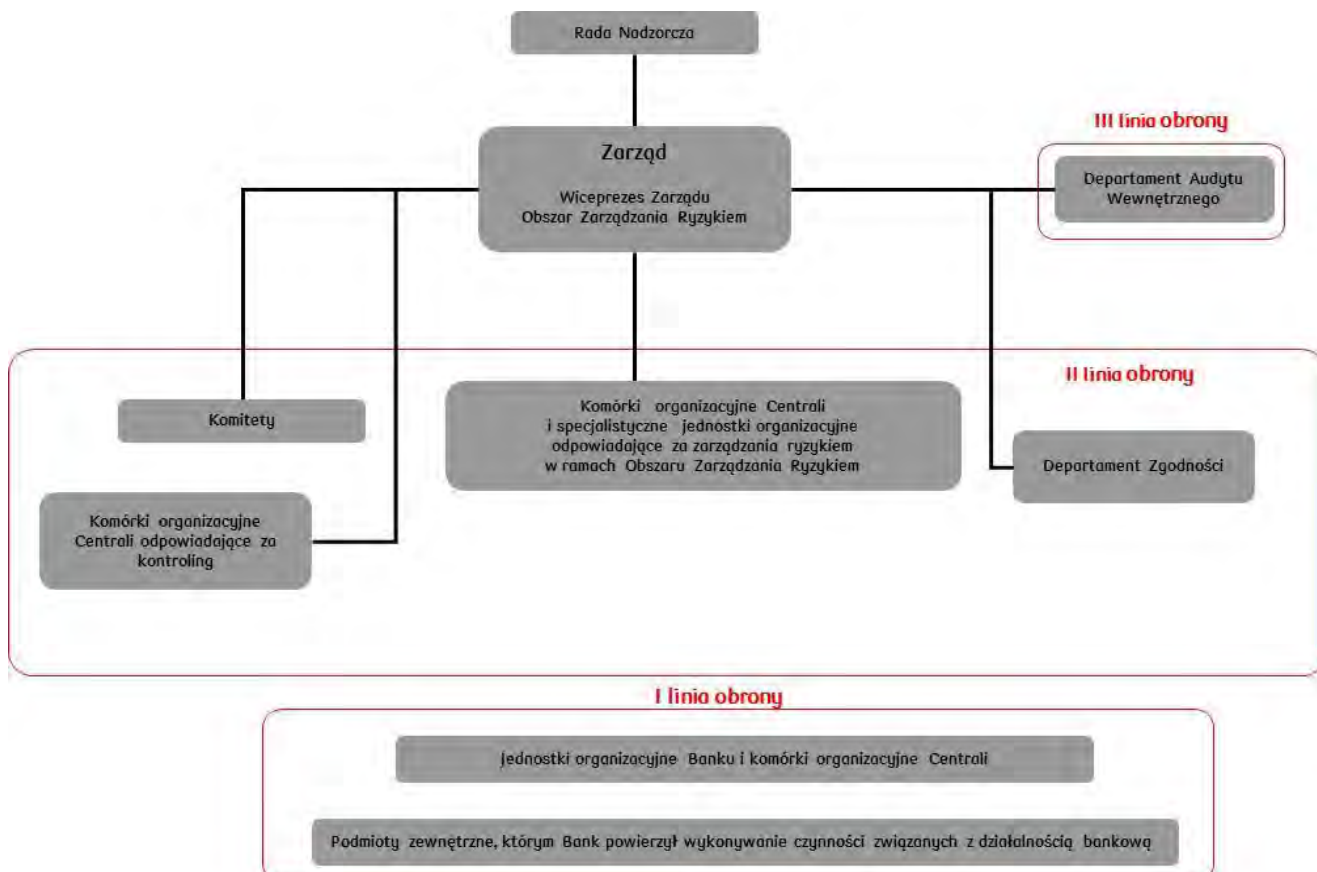 Rada Nadzorcza
Zarząd
Wiceprezes Zarządu
Obszar Zarządzania Ryzykiem
III linia obrony
Departament Audytu
Wewnętrznego
II linia obrony
Komitety
Komórki organizacyjne Centrali
i specjalistyczne jednostki organizacyjne
odpowiadające za zarządzania ryzykiem
w ramach Obszaru Zarządzania Ryzykiem
Departament Zgodności
Komórki organizacyjne
Centrali odpowiadające za
kontroling
I linia obrony
Jednostki organizacyjne Banku i komórki organizacyjne Centrali
Podmioty zewnętrzne, którym Bank powierzył wykonywanie czynności związanych z działalnością bankową